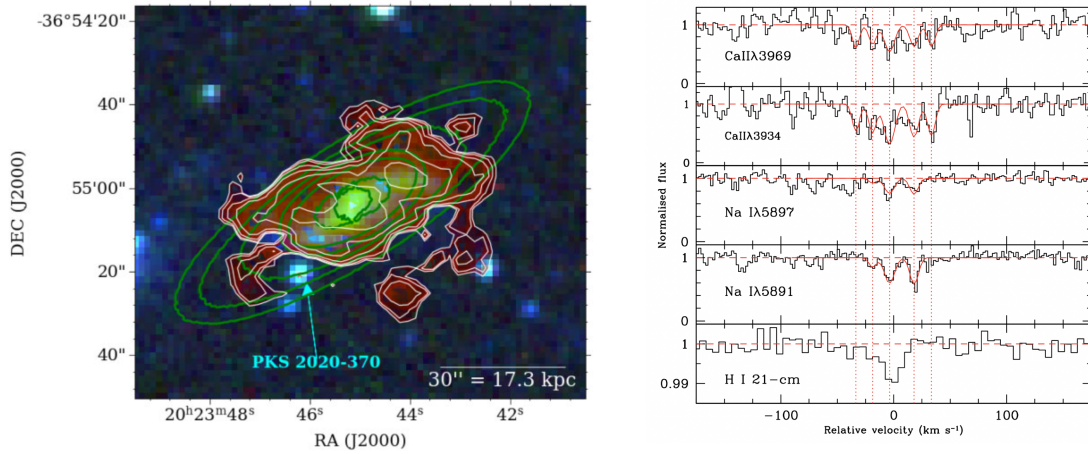 -36°54'20"
40"
55'00"
20"
40"
DEC (J2000)
PKS 2020-370
30'' = 17.3 kpc
20ʰ23ᵐ48ˢ 46ˢ 44ˢ 42ˢ
RA (J2000)
1
CaIIλ3969
0
1
CaIIλ3934
0
1
Na Iλ5897
0
1
Na Iλ5891
0
1
H I 21-cm
0.99
Normalised flux
-100 0 100
Relative velocity (km s⁻¹)